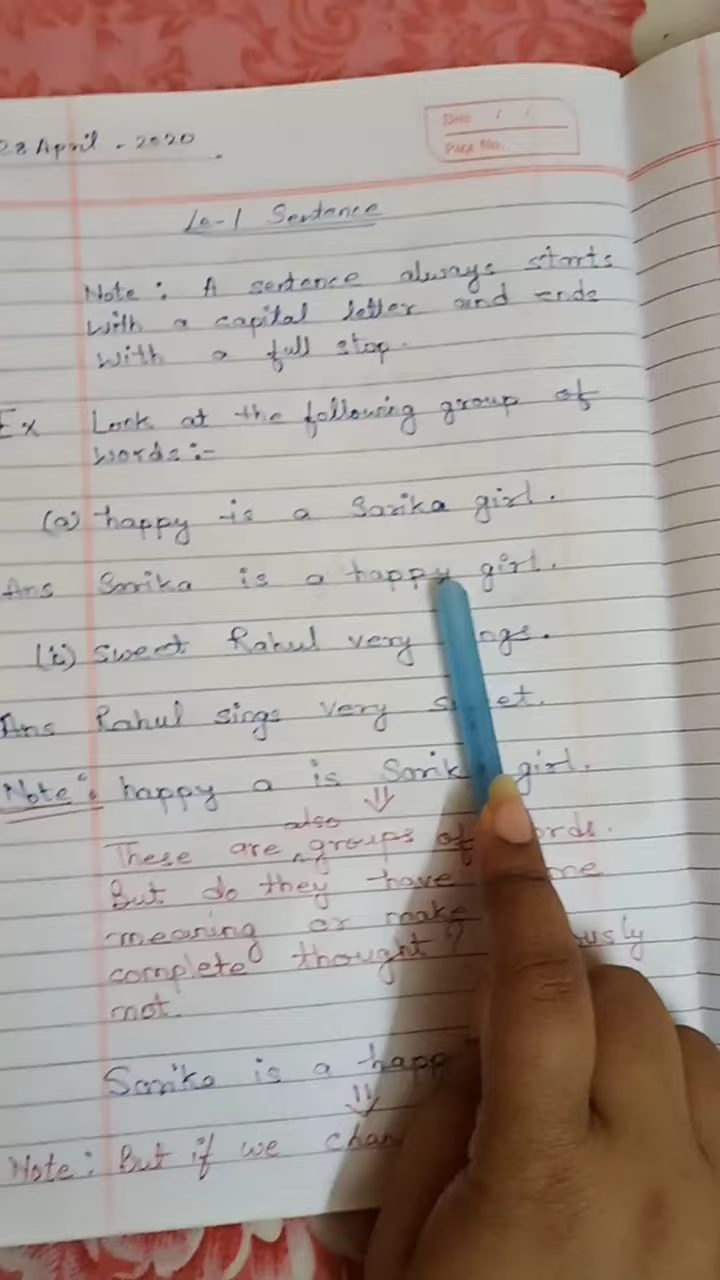 28 April - 2020
Date: / /
Page No.
Le-1 Sentence
Note: A sentence always starts
with a capital letter and ends
with a full stop.
Ex Look at the following group of
words:-
(a) happy is a Sarika girl.
Ans Sarika is a happy girl.
sweet Rahul very
Ans Rahul sings very
Note: happy a is girl.
⇓
also
These are groups of
But do they have
meaning or make
complete thought?
not.
Sarika is a
⇓
Note: But if we